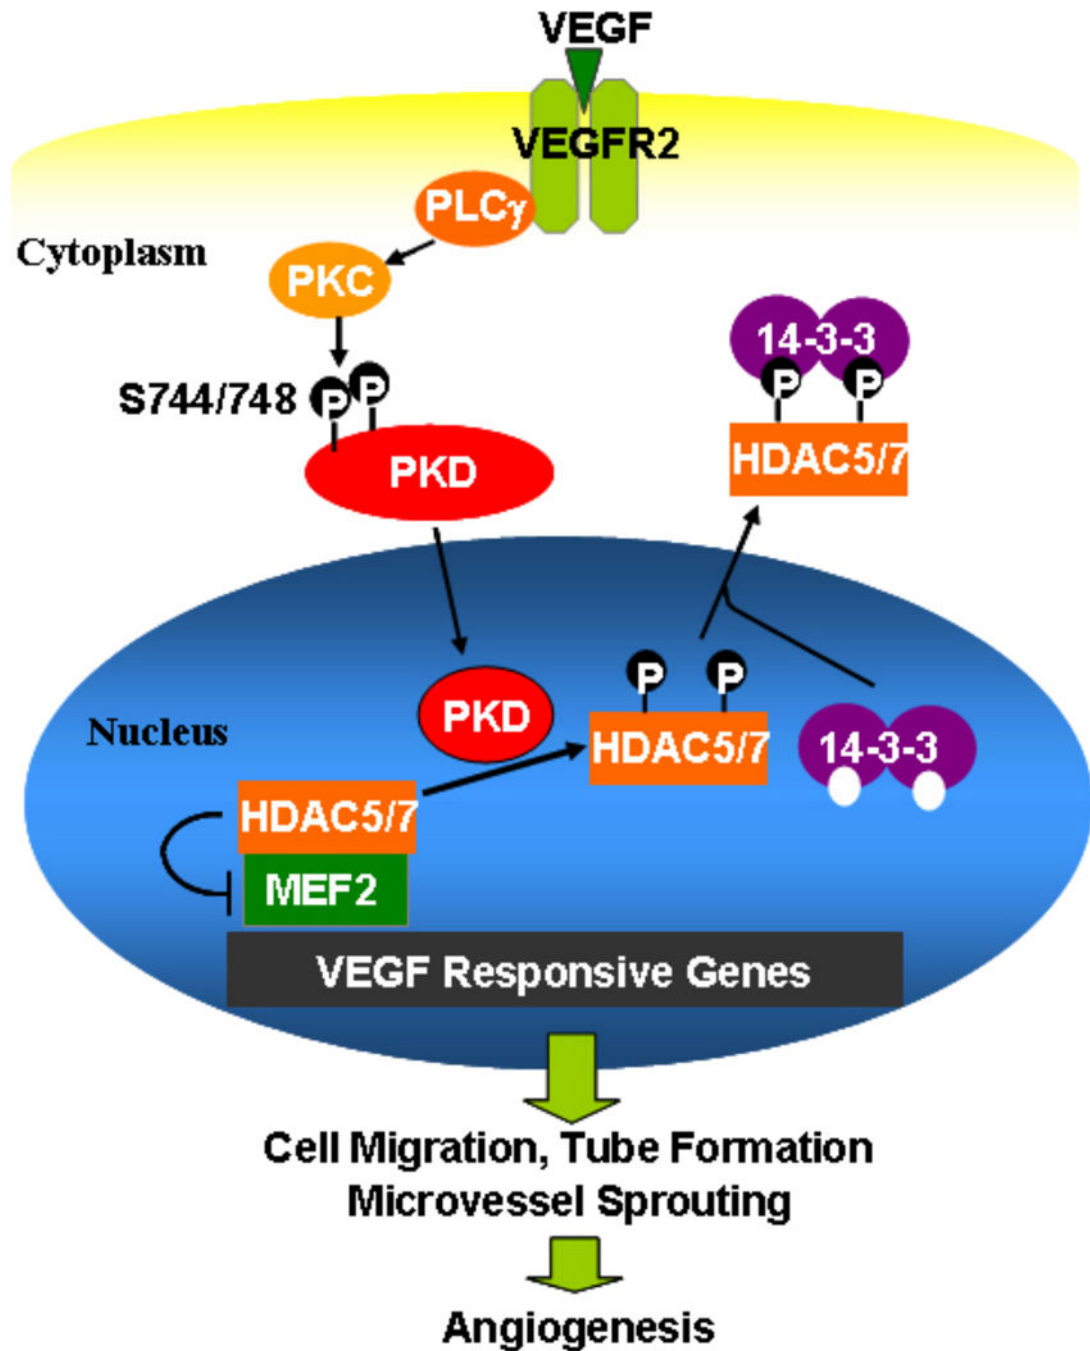 VEGF
VEGFR2
PLCγ
Cytoplasm
PKC
14-3-3
P P
S744/748 P P
HDAC5/7
PKD
P P
PKD
Nucleus
HDAC5/7
14-3-3
HDAC5/7
MEF2
VEGF Responsive Genes
Cell Migration, Tube Formation
Microvessel Sprouting
Angiogenesis